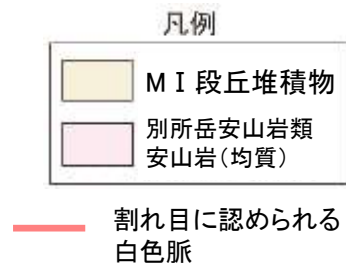 凡例
ＭⅠ段丘堆積物
別所岳安山岩類
安山岩（均質）
割れ目に認められる
白色脈